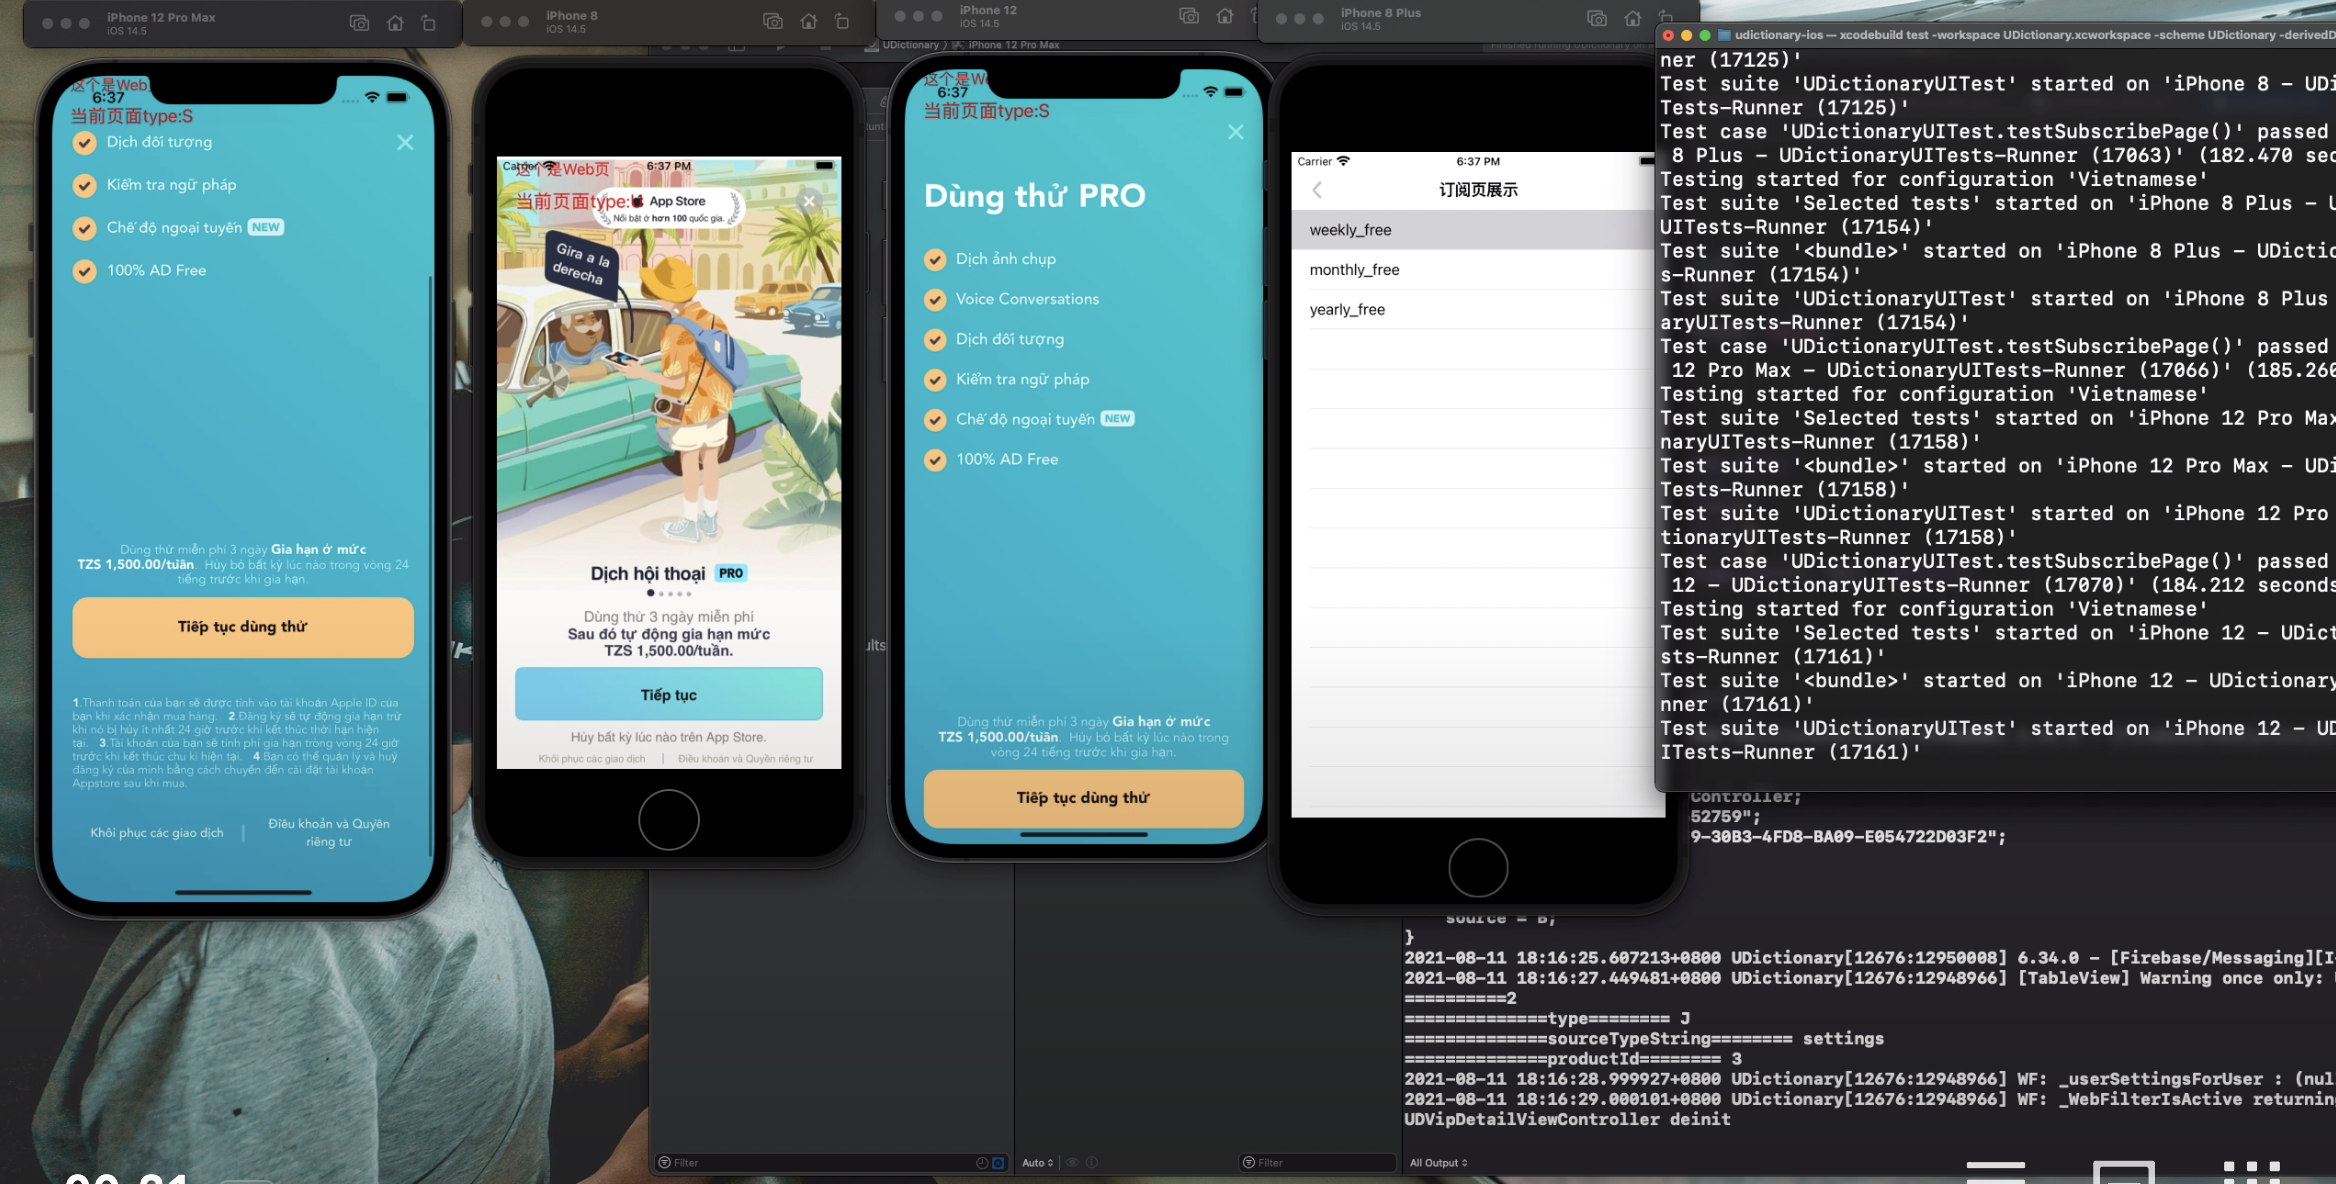 iPhone 12 Pro Max
iOS 14.5
iPhone 8
iOS 14.5
iPhone 12
iOS 14.5
iPhone 8 Plus
iOS 14.5
UDictionary
iPhone 12 Pro Max
Finished running UDictionary on
这个是Web
6:37
当前页面type:S
Dịch đối tượng
Kiểm tra ngữ pháp
Chế độ ngoại tuyến NEW
100% AD Free
Dùng thử miễn phí 3 ngày Gia hạn ở mức
TZS 1,500.00/tuần. Hủy bỏ bất kỳ lúc nào trong vòng 24
tiếng trước khi gia hạn.
Tiếp tục dùng thử
1.Thanh toán của bạn sẽ được tính vào tài khoản Apple ID của
bạn khi xác nhận mua hàng. 2.Đăng ký sẽ tự động gia hạn trừ
khi nó bị hủy ít nhất 24 giờ trước khi kết thúc thời hạn hiện
tại. 3.Tài khoản của bạn sẽ tính phí gia hạn trong vòng 24 giờ
trước khi kết thúc chu kì hiện tại. 4.Bạn có thể quản lý và huỷ
đăng ký của mình bằng cách chuyển đến cài đặt tài khoản
Appstore sau khi mua.
Khôi phục các giao dịch
Điều khoản và Quyền
riêng tư
Carrier
6:37 PM
这个是Web页
当前页面type:
App Store
Nổi bật ở hơn 100 quốc gia.
Gira a la
derecha
Dịch hội thoại PRO
Dùng thử 3 ngày miễn phí
Sau đó tự động gia hạn mức
TZS 1,500.00/tuần.
Tiếp tục
Hủy bất kỳ lúc nào trên App Store.
Khôi phục các giao dịch | Điều khoản và Quyền riêng tư
这个是We
6:37
当前页面type:S
Dùng thử PRO
Dịch ảnh chụp
Voice Conversations
Dịch đối tượng
Kiểm tra ngữ pháp
Chế độ ngoại tuyến NEW
100% AD Free
Dùng thử miễn phí 3 ngày Gia hạn ở mức
TZS 1,500.00/tuần. Hủy bỏ bất kỳ lúc nào trong
vòng 24 tiếng trước khi gia hạn.
Tiếp tục dùng thử
Carrier
6:37 PM
订阅页展示
weekly_free
monthly_free
yearly_free
udictionary-ios — xcodebuild test -workspace UDictionary.xcworkspace -scheme UDictionary -derivedD
ner (17125)'
Test suite 'UDictionaryUITest' started on 'iPhone 8 - UDi
Tests-Runner (17125)'
Test case 'UDictionaryUITest.testSubscribePage()' passed
8 Plus - UDictionaryUITests-Runner (17063)' (182.470 sec
Testing started for configuration 'Vietnamese'
Test suite 'Selected tests' started on 'iPhone 8 Plus - U
UITests-Runner (17154)'
Test suite '<bundle>' started on 'iPhone 8 Plus - UDictio
s-Runner (17154)'
Test suite 'UDictionaryUITest' started on 'iPhone 8 Plus
aryUITests-Runner (17154)'
Test case 'UDictionaryUITest.testSubscribePage()' passed
12 Pro Max - UDictionaryUITests-Runner (17066)' (185.260
Testing started for configuration 'Vietnamese'
Test suite 'Selected tests' started on 'iPhone 12 Pro Max
naryUITests-Runner (17158)'
Test suite '<bundle>' started on 'iPhone 12 Pro Max - UDi
Tests-Runner (17158)'
Test suite 'UDictionaryUITest' started on 'iPhone 12 Pro
tionaryUITests-Runner (17158)'
Test case 'UDictionaryUITest.testSubscribePage()' passed
12 - UDictionaryUITests-Runner (17070)' (184.212 seconds
Testing started for configuration 'Vietnamese'
Test suite 'Selected tests' started on 'iPhone 12 - UDict
sts-Runner (17161)'
Test suite '<bundle>' started on 'iPhone 12 - UDictionary
nner (17161)'
Test suite 'UDictionaryUITest' started on 'iPhone 12 - UD
ITests-Runner (17161)'
Controller;
52759";
9-30B3-4FD8-BA09-E054722D03F2";
source = B;
}
2021-08-11 18:16:25.607213+0800 UDictionary[12676:12950008] 6.34.0 - [Firebase/Messaging][I-
2021-08-11 18:16:27.449481+0800 UDictionary[12676:12948966] [TableView] Warning once only:
==========2
==============type======== J
==============sourceTypeString======== settings
==============productId======== 3
2021-08-11 18:16:28.999927+0800 UDictionary[12676:12948966] WF: _userSettingsForUser : (nul
2021-08-11 18:16:29.000101+0800 UDictionary[12676:12948966] WF: _WebFilterIsActive returning
UDVipDetailViewController deinit
Filter
Auto
Filter
All Output